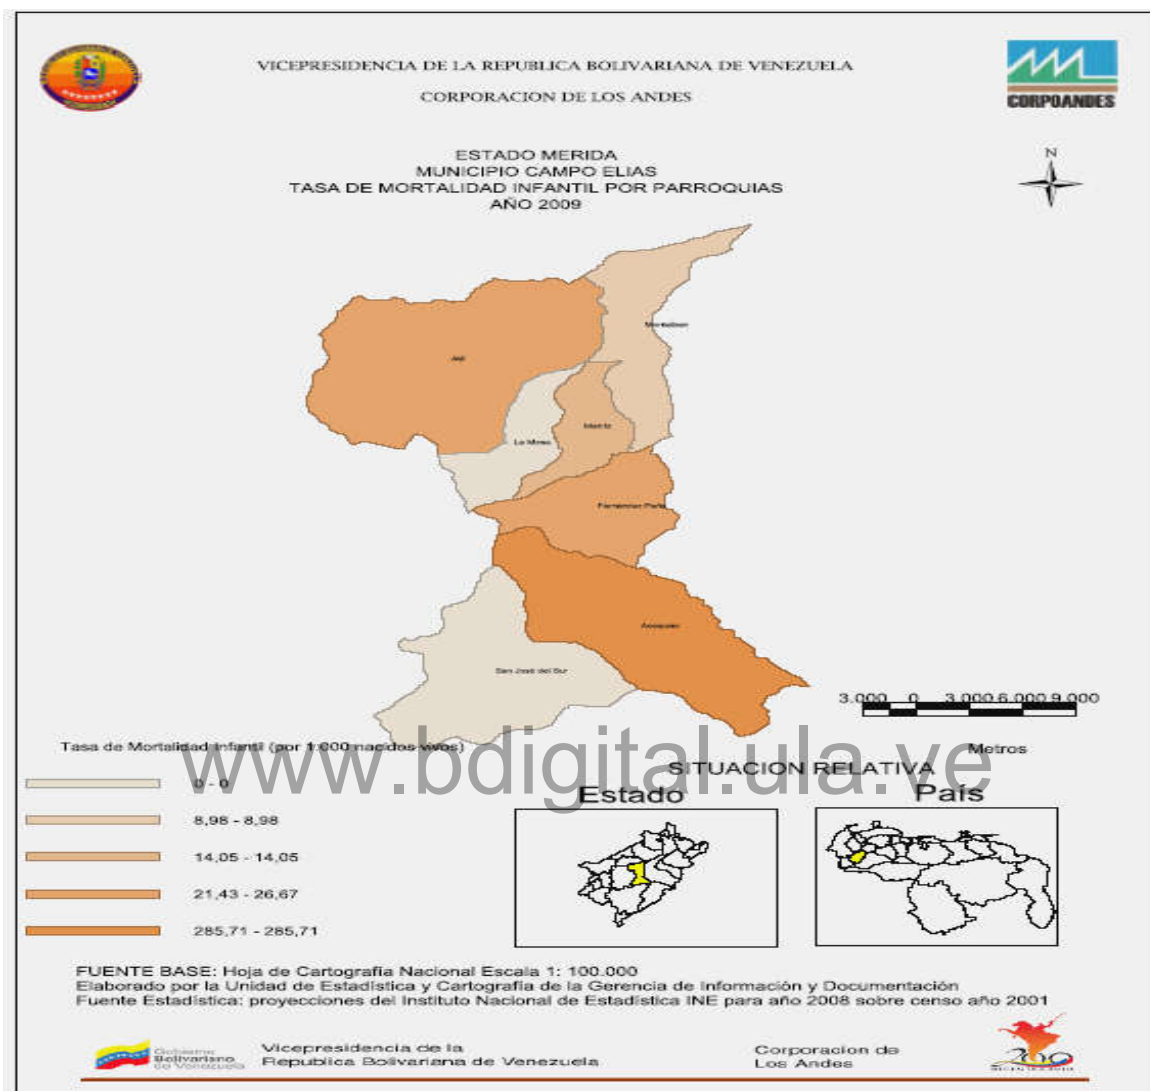 VICEPRESIDENCIA DE LA REPUBLICA BOLIVARIANA DE VENEZUELA
CORPORACION DE LOS ANDES
CORPOANDES
ESTADO MERIDA
MUNICIPIO CAMPO ELIAS
TASA DE MORTALIDAD INFANTIL POR PARROQUIAS
AÑO 2009
N
Montalban
Jají
La Mesa
Matriz
Fernández Peña
Acequias
San José del Sur
3.000 0 3.000 6.000 9.000
Metros
Tasa de Mortalidad Infantil (por 1.000 nacidos vivos)
0 - 0
8,98 - 8,98
14,05 - 14,05
21,43 - 26,67
285,71 - 285,71
www.bdigital.ula.ve
SITUACION RELATIVA
Estado
País
FUENTE BASE: Hoja de Cartografía Nacional Escala 1: 100.000
Elaborado por la Unidad de Estadística y Cartografía de la Gerencia de Información y Documentación
Fuente Estadística: proyecciones del Instituto Nacional de Estadística INE para año 2008 sobre censo año 2001
Gobierno
Bolivariano
de Venezuela
Vicepresidencia de la
Republica Bolivariana de Venezuela
Corporacion de
Los Andes
200